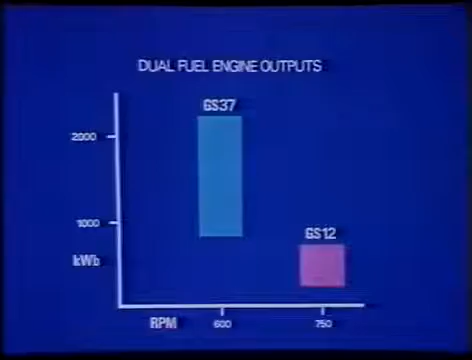 DUAL FUEL ENGINE OUTPUTS
GS37
2000
1000
GS12
kWb
RPM 600 750